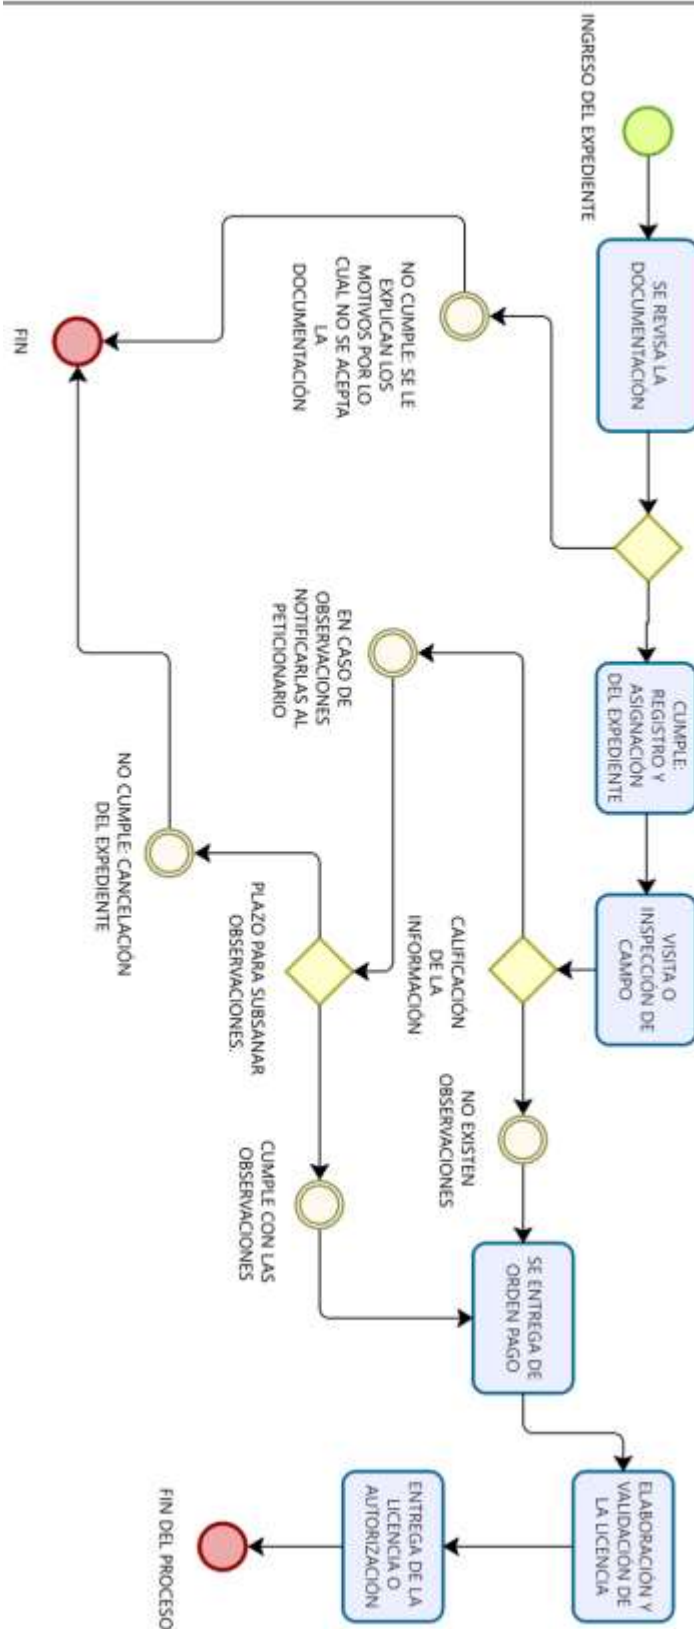 INGRESO DEL EXPEDIENTE
SE REVISA LA
DOCUMENTACIÓN
NO CUMPLE: SE LE
EXPLICAN LOS
MOTIVOS POR LO
CUAL NO SE ACEPTA
LA
DOCUMENTACIÓN
FIN
CUMPLE:
REGISTRO Y
ASIGNACIÓN
DEL EXPEDIENTE
VISITA O
INSPECCIÓN DE
CAMPO
CALIFICACIÓN
DE LA
INFORMACIÓN
EN CASO DE
OBSERVACIONES
NOTIFICARLAS AL
PETICIONARIO
PLAZO PARA SUBSANAR
OBSERVACIONES.
NO CUMPLE: CANCELACIÓN
DEL EXPEDIENTE
NO EXISTEN
OBSERVACIONES
CUMPLE CON LAS
OBSERVACIONES
SE ENTREGA DE
ORDEN PAGO
ELABORACIÓN Y
VALIDACIÓN DE
LA LICENCIA
ENTREGA DE LA
LICENCIA O
AUTORIZACIÓN
FIN DEL PROCESO